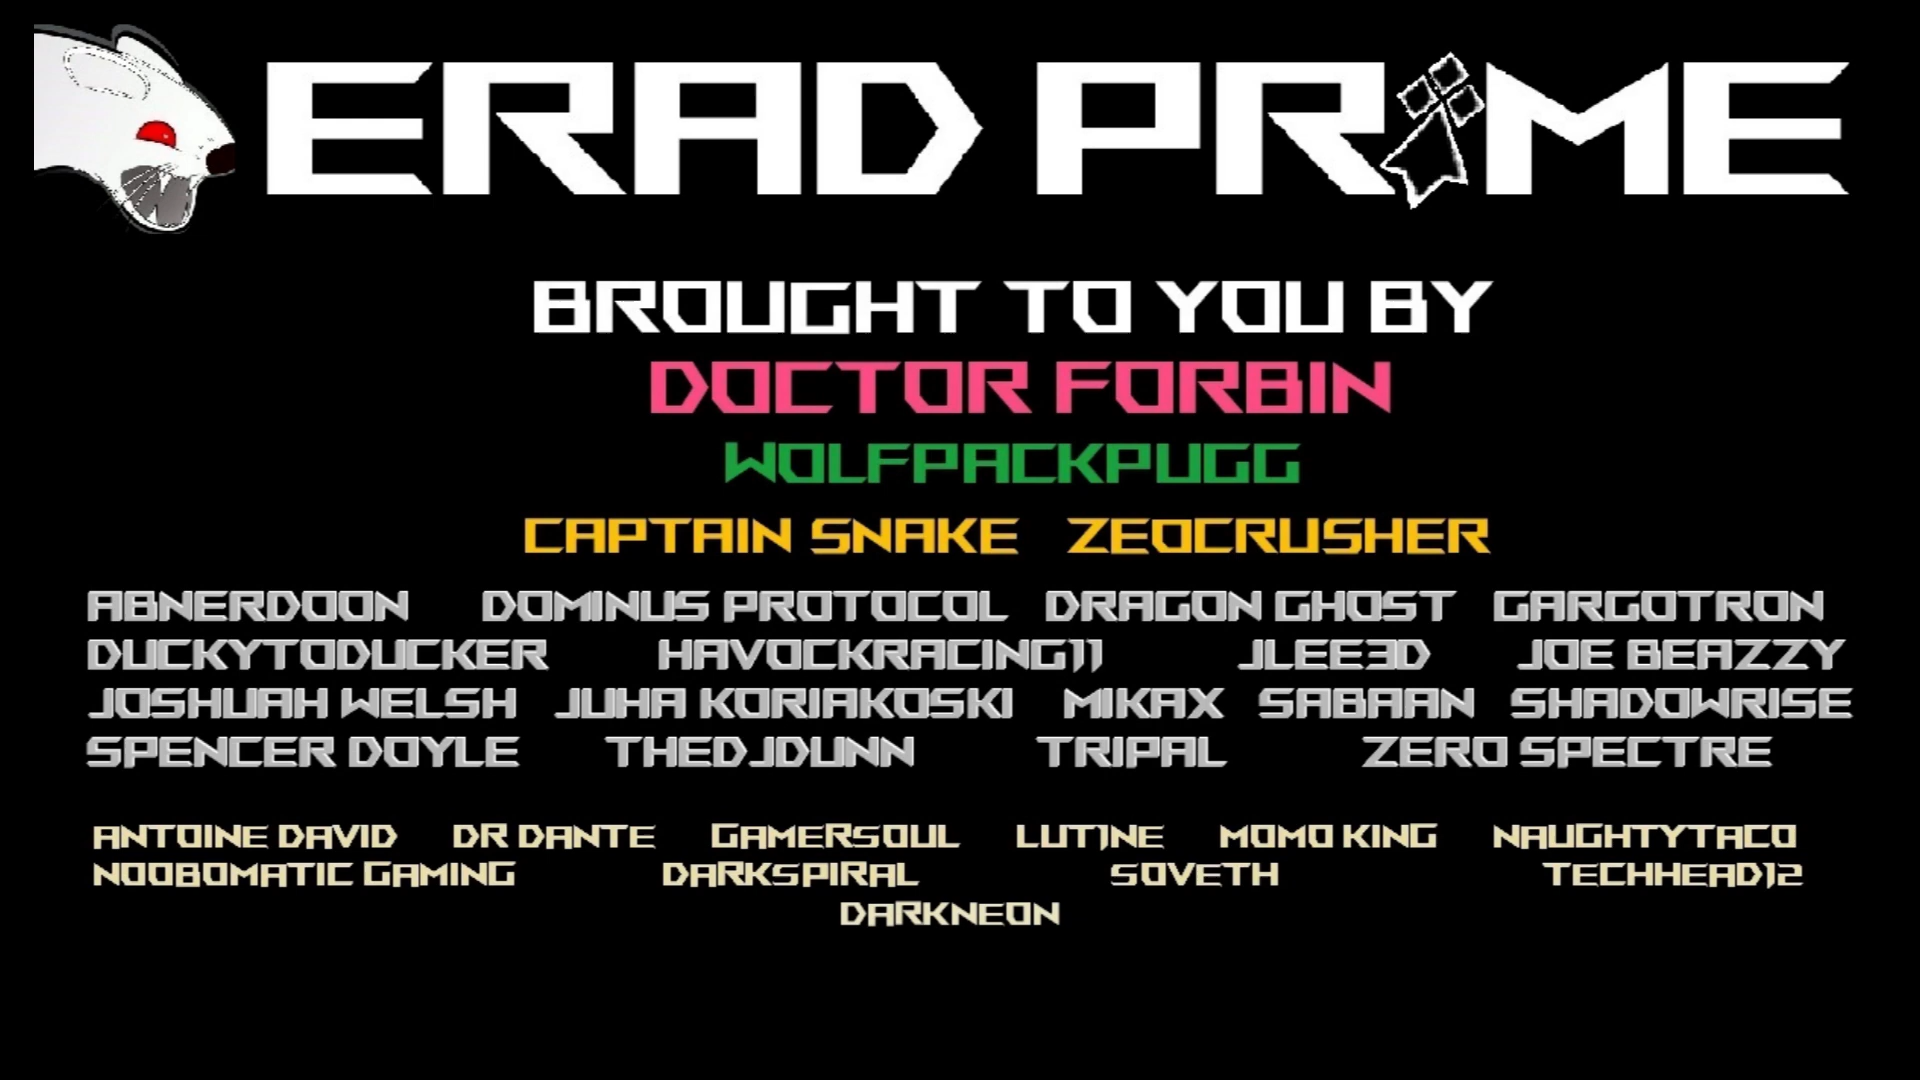 ERAD PRIME
BROUGHT TO YOU BY
DOCTOR FORBIN
WOLFPACKPUGG
CAPTAIN SNAKE ZEOCRUSHER
ABNERDOON DOMINUS PROTOCOL DRAGON GHOST GARGOTRON
DUCKYTODUCKER HAVOCKRACING11 JLEE3D JOE BEAZZY
JOSHUAH WELSH JUHA KORIAKOSKI MIKAX SABAAN SHADOWRISE
SPENCER DOYLE THEDJDUNN TRIPAL ZERO SPECTRE
ANTOINE DAVID DR DANTE GAMERSOUL LUT1NE MOMO KING NAUGHTYTACO
NOOBOMATIC GAMING DARKSPIRAL SOVETH TECHHEAD12
DARKNEON